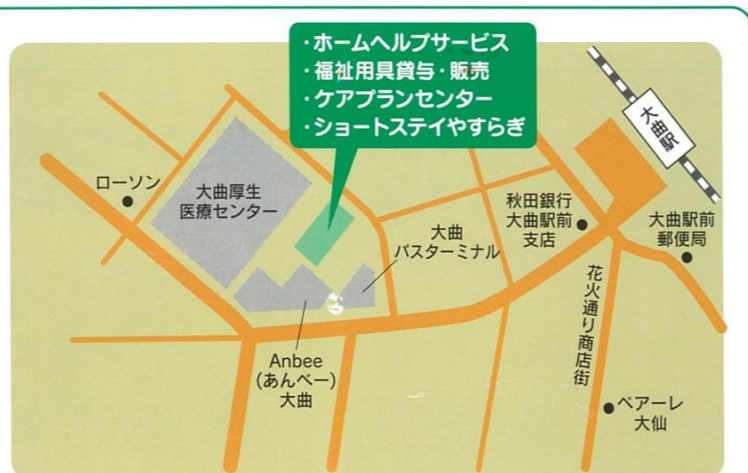 ・ホームヘルプサービス
・福祉用具貸与・販売
・ケアプランセンター
・ショートステイやすらぎ
大曲駅
ローソン
大曲厚生
医療センター
大曲
バスターミナル
秋田銀行
大曲駅前
支店
大曲駅前
郵便局
花火通り商店街
Anbee
(あんべー)
大曲
ペアーレ
大仙